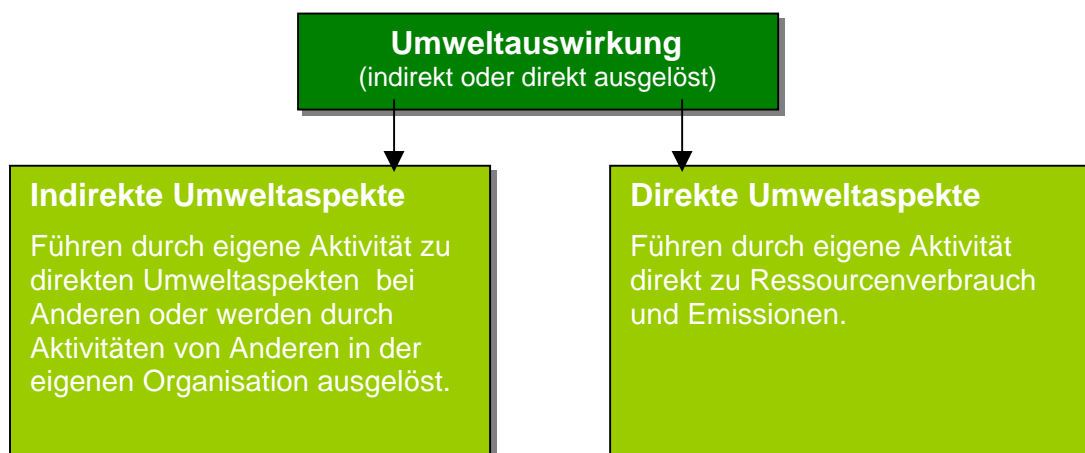 Umweltauswirkung
(indirekt oder direkt ausgelöst)
Indirekte Umweltaspekte
Führen durch eigene Aktivität zu
direkten Umweltaspekten bei
Anderen oder werden durch
Aktivitäten von Anderen in der
eigenen Organisation ausgelöst.
Direkte Umweltaspekte
Führen durch eigene Aktivität
direkt zu Ressourcenverbrauch
und Emissionen.